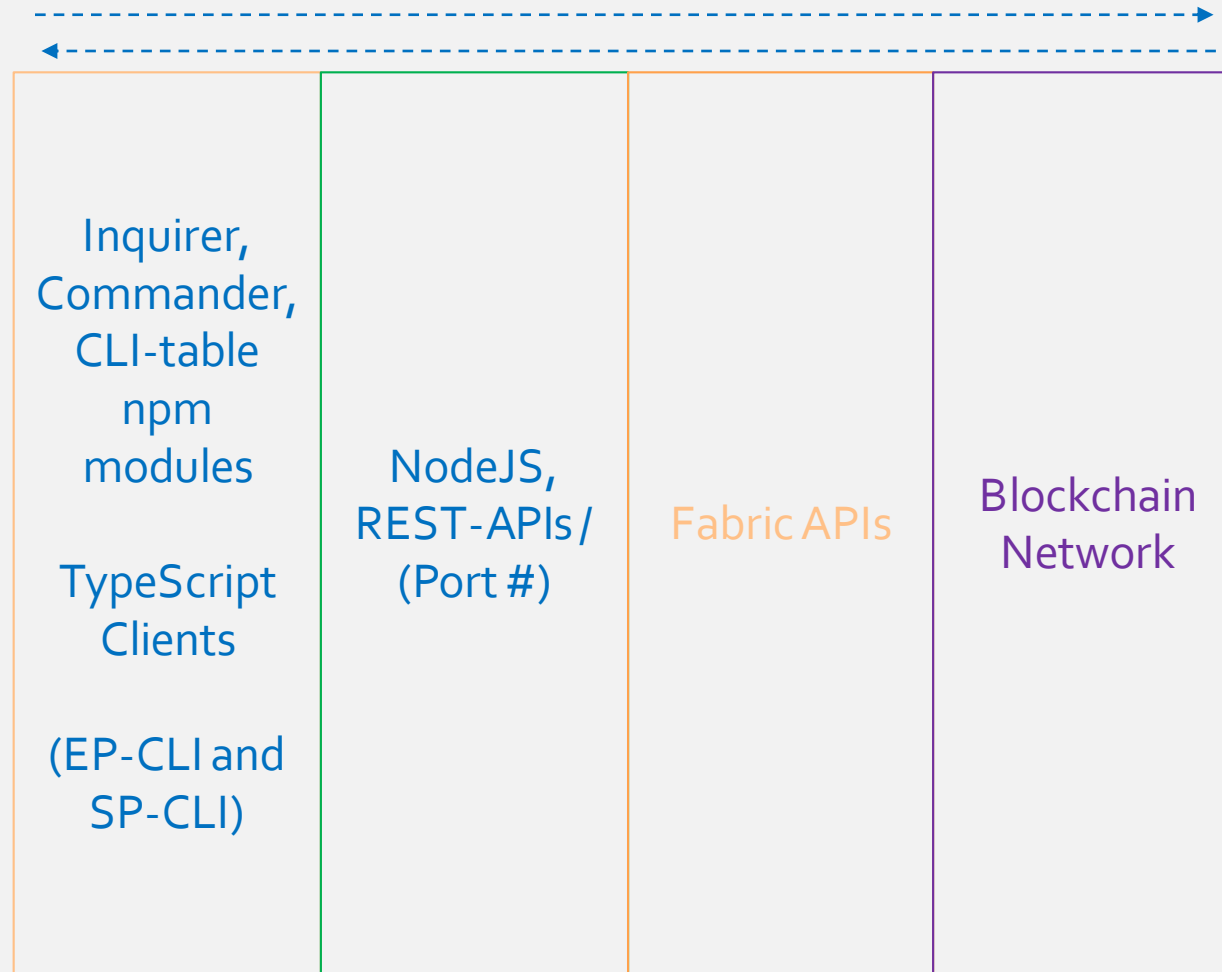 Inquirer,
Commander,
CLI-table
npm
modules
TypeScript
Clients
(EP-CLI and
SP-CLI)
NodeJS,
REST-APIs /
(Port #)
Fabric APIs
Blockchain
Network